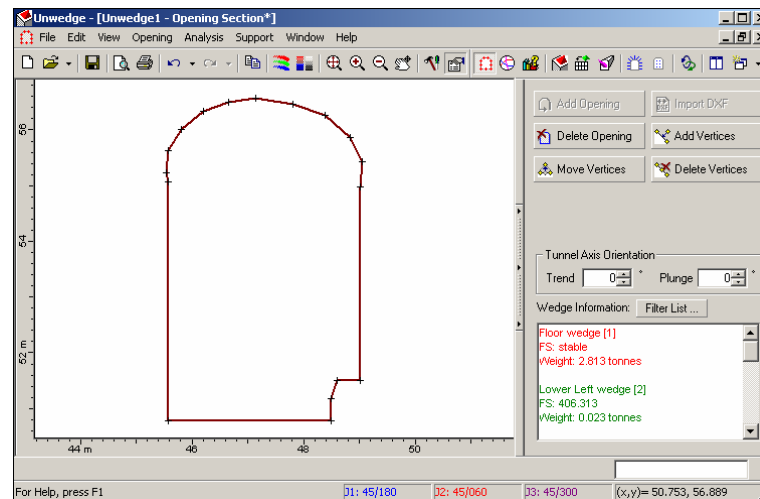 Unwedge - [Unwedge1 - Opening Section*]
File Edit View Opening Analysis Support Window Help
Add Opening Import DXF
Delete Opening Add Vertices
Move Vertices Delete Vertices
56
54
52 m
44 m 46 48 50
Tunnel Axis Orientation
Trend 0 ° Plunge 0 °
Wedge Information: Filter List ...
Floor wedge [1]
FS: stable
Weight: 2.813 tonnes
Lower Left wedge [2]
FS: 406.313
Weight: 0.023 tonnes
For Help, press F1 J1: 45/180 J2: 45/060 J3: 45/300 (x,y)= 50.753, 56.889